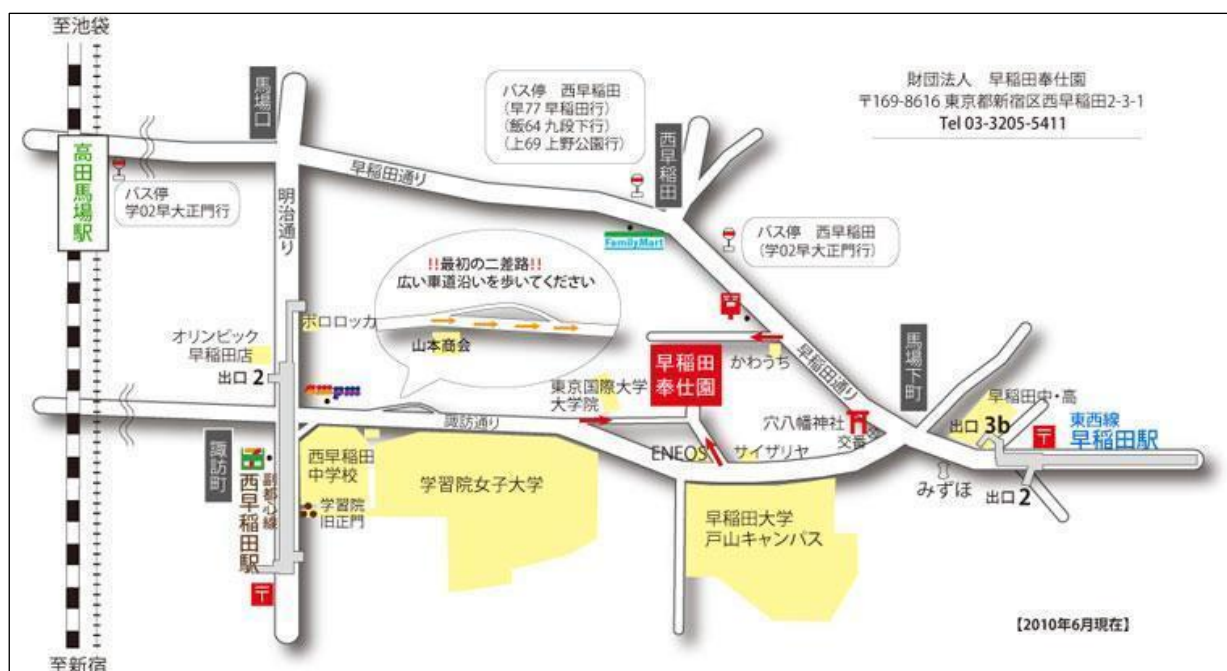 至池袋
馬場口
バス停 西早稲田
(早77 早稲田行)
(飯64 九段下行)
(上69 上野公園行)
西早稲田
財団法人 早稲田奉仕園
〒169-8616 東京都新宿区西早稲田2-3-1
Tel 03-3205-5411
高田馬場駅
バス停
学02早大正門行
明治通り
早稲田通り
FamilyMart
バス停 西早稲田
(学02早大正門行)
!!最初の二差路!!
広い車道沿いを歩いてください
山本商会
ポロロッカ
オリンピック
早稲田店
出口 2
ampm
早稲田
奉仕園
かわうち
早稲田通り
馬場下町
東京国際大学
大学院
諏訪通り
穴八幡神社
交番
早稲田中・高
出口 3b
〒
東西線
早稲田駅
ENEOS
サイザリヤ
みずほ
出口 2
諏訪町
副都心線
西早稲田駅
西早稲田
中学校
学習院
旧正門
学習院女子大学
早稲田大学
戸山キャンパス
〒
【2010年6月現在】
至新宿